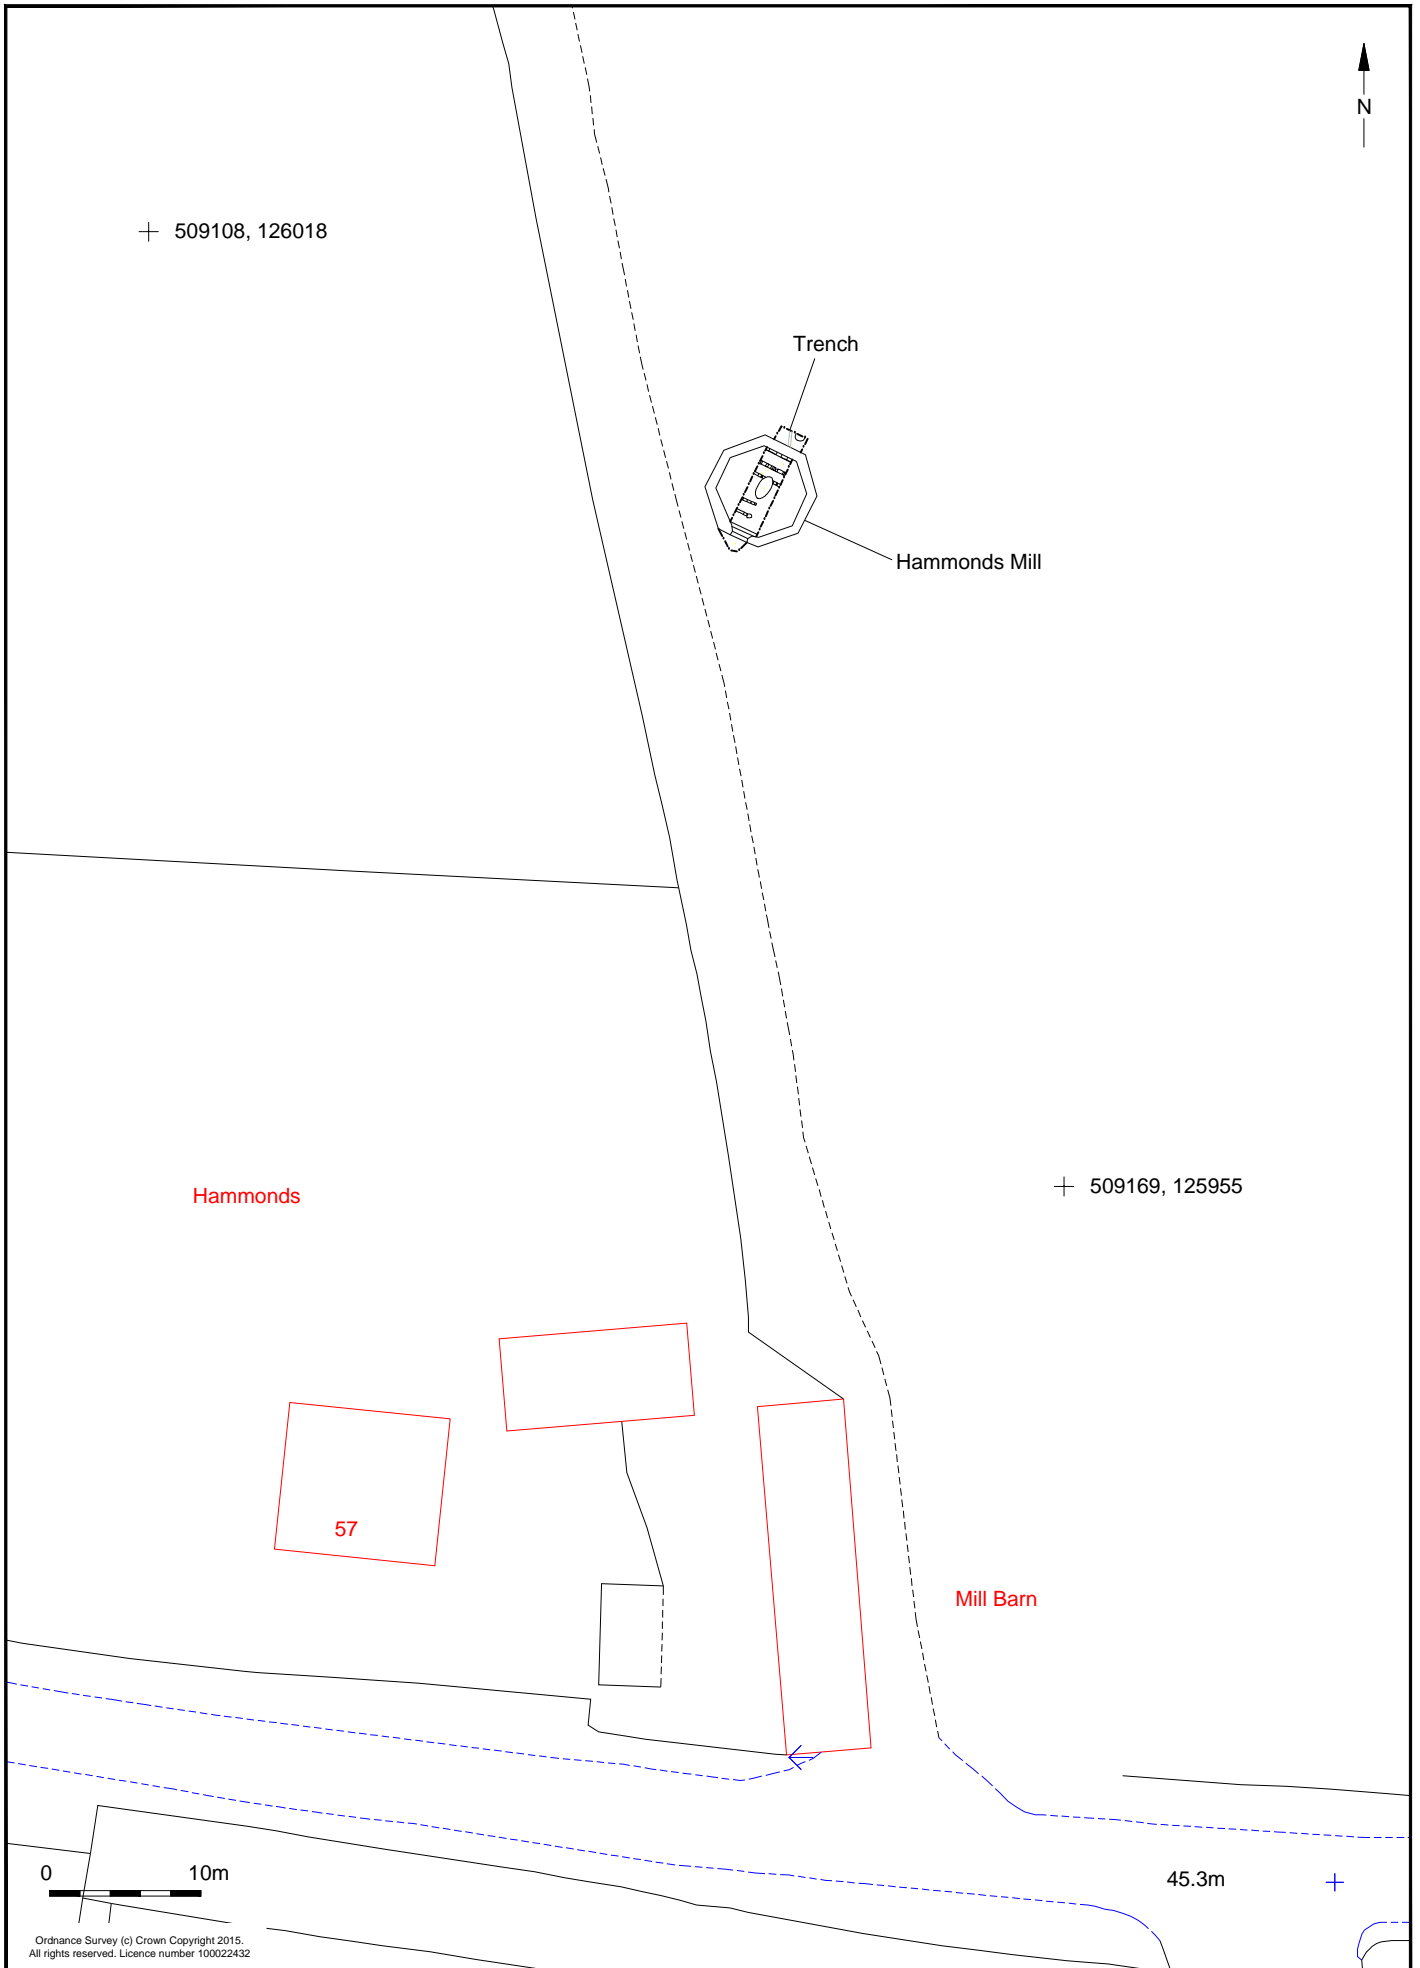 N
509108, 126018
Trench
Hammonds Mill
509169, 125955
Hammonds
57
Mill Barn
0 10m
45.3m
Ordnance Survey (c) Crown Copyright 2015.
All rights reserved. Licence number 100022432